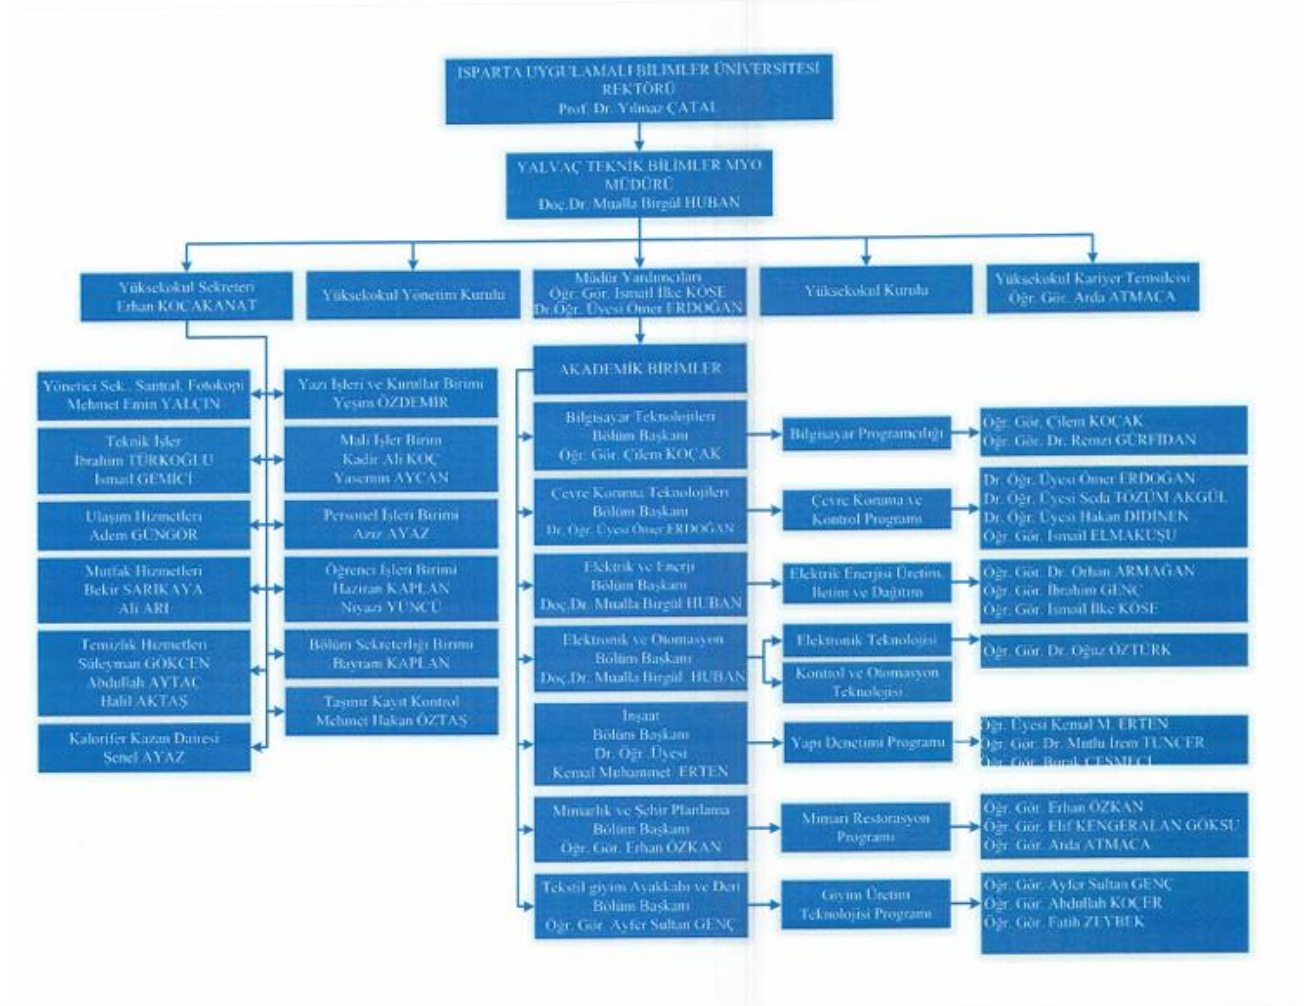 ISPARTA UYGULAMALI BİLİMLER ÜNİVERSİTESİ
REKTÖRÜ
Prof. Dr. Yılmaz ÇATAL
YALVAÇ TEKNİK BİLİMLER MYO
MÜDÜRÜ
Doç.Dr. Mualla Birgül HUBAN
Yüksekokul Sekreteri
Erhan KOCAKANAT
Yüksekokul Yönetim Kurulu
Müdür Yardımcıları
Öğr. Gör. İsmail İlke KÖSE
Dr.Öğr. Üyesi Ömer ERDOĞAN
Yüksekokul Kurulu
Yüksekokul Kariyer Temsilcisi
Öğr. Gör. Arda ATMACA
Yönetici Sek., Santral, Fotokopi
Mehmet Emin YALÇIN
Teknik İşler
İbrahim TÜRKOĞLU
İsmail GEMİCİ
Ulaşım Hizmetleri
Adem GÜNGÖR
Mutfak Hizmetleri
Bekir SARIKAYA
Ali ARI
Temizlik Hizmetleri
Süleyman GÖKCEN
Abdullah AYTAÇ
Halil AKTAŞ
Kalorifer Kazan Dairesi
Şenel AYAZ
Yazı İşleri ve Kurullar Birimi
Yeşim ÖZDEMİR
Mali İşler Birim
Kadir Ali KOÇ
Yasemin AYCAN
Personel İşleri Birimi
Aziz AYAZ
Öğrenci İşleri Birimi
Haziran KAPLAN
Niyazi YÜNCÜ
Bölüm Sekreterliği Birimi
Bayram KAPLAN
Taşınır Kayıt Kontrol
Mehmet Hakan ÖZTAŞ
AKADEMİK BİRİMLER
Bilgisayar Teknolojileri
Bölüm Başkanı
Öğr. Gör. Çilem KOÇAK
Bilgisayar Programcılığı
Öğr. Gör. Çilem KOÇAK
Öğr. Gör. Dr. Remzi GÜRFİDAN
Çevre Koruma Teknolojileri
Bölüm Başkanı
Dr. Öğr. Üyesi Ömer ERDOĞAN
Çevre Koruma ve
Kontrol Programı
Dr. Öğr. Üyesi Ömer ERDOĞAN
Dr. Öğr. Üyesi Seda TÖZÜM AKGÜL
Dr. Öğr. Üyesi Hakan DİDİNEN
Öğr. Gör. İsmail ELMAKUŞU
Elektrik ve Enerji
Bölüm Başkanı
Doç.Dr. Mualla Birgül HUBAN
Elektrik Enerjisi Üretim,
İletim ve Dağıtım
Öğr. Gör. Dr. Orhan ARMAĞAN
Öğr. Gör. İbrahim GENÇ
Öğr. Gör. İsmail İlke KÖSE
Elektronik ve Otomasyon
Bölüm Başkanı
Doç.Dr. Mualla Birgül HUBAN
Elektronik Teknolojisi
Öğr. Gör. Dr. Oğuz ÖZTÜRK
Kontrol ve Otomasyon
Teknolojisi
İnşaat
Bölüm Başkanı
Dr. Öğr .Üyesi
Kemal Muhammet ERTEN
Yapı Denetimi Programı
Öğr. Üyesi Kemal M. ERTEN
Öğr. Gör. Dr. Mutlu İrem TUNCER
Öğr. Gör. Burak ÇEŞMECİ
Mimarlık ve Şehir Planlama
Bölüm Başkanı
Öğr. Gör. Erhan ÖZKAN
Mimari Restorasyon
Programı
Öğr. Gör. Erhan ÖZKAN
Öğr. Gör. Elif KENGERALAN GÖKSU
Öğr. Gör. Arda ATMACA
Tekstil giyim Ayakkabı ve Deri
Bölüm Başkanı
Öğr. Gör. Ayfer Sultan GENÇ
Giyim Üretim
Teknolojisi Programı
Öğr. Gör. Ayfer Sultan GENÇ
Öğr. Gör. Abdullah KOÇER
Öğr. Gör. Fatih ZEYBEK